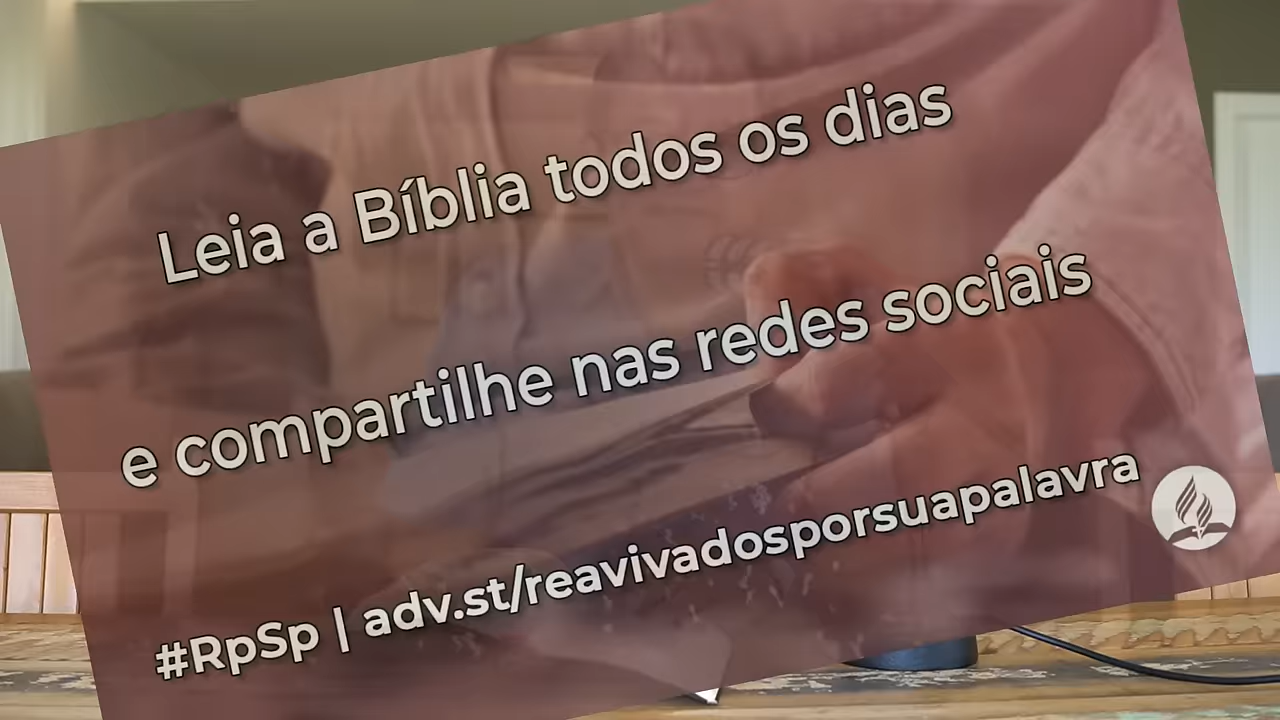 Leia a Bíblia todos os dias
e compartilhe nas redes sociais
#RpSp | adv.st/reavivadosporsuapalavra